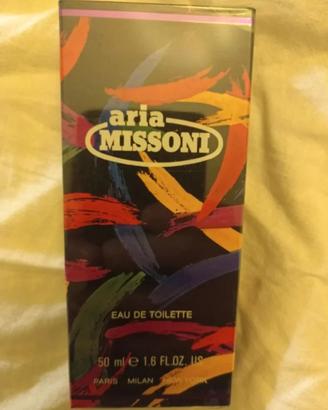 aria
MISSONI
EAU DE TOILETTE
50 ml ℮ 1.6 FL.OZ. US
PARIS MILAN NEW YORK